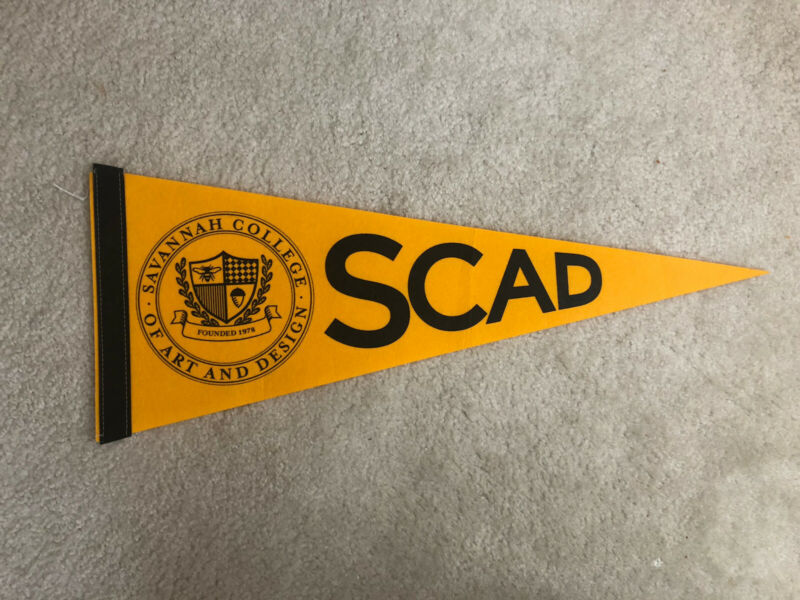 SAVANNAH COLLEGE
OF ART AND DESIGN
FOUNDED 1978
SCAD